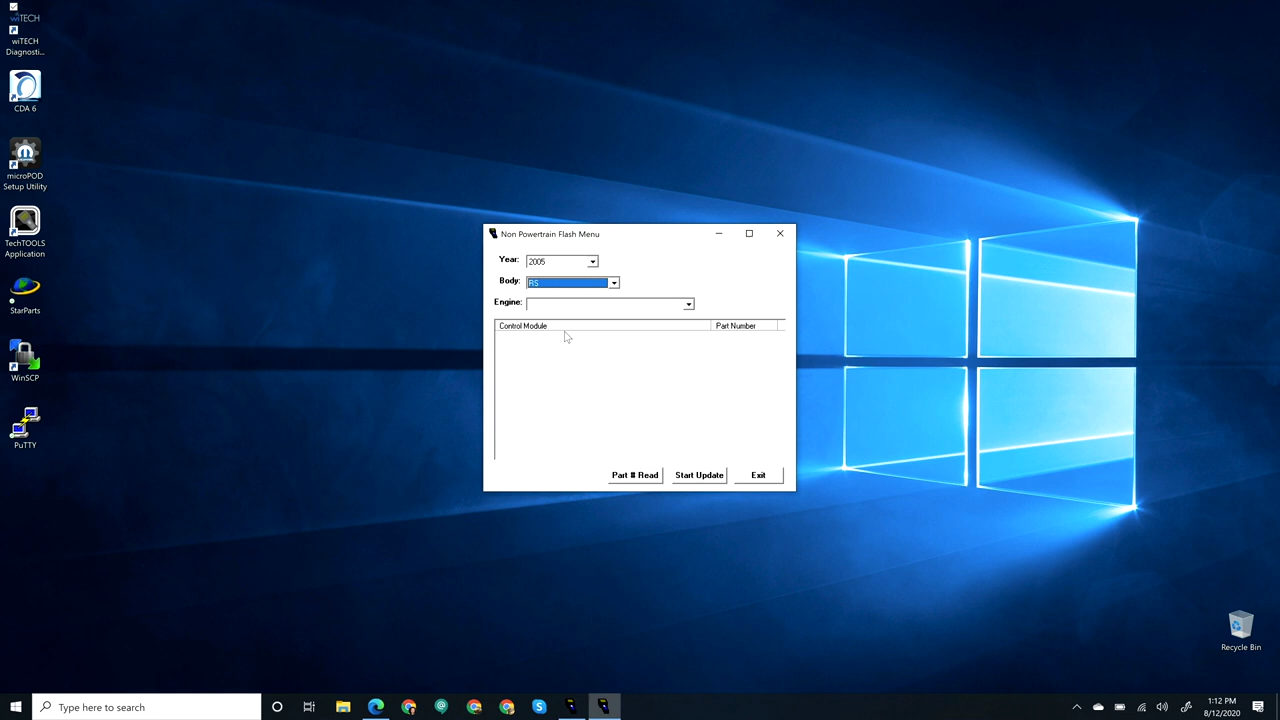 wiTECH
wiTECH
Diagnosti...
CDA 6
microPOD
Setup Utility
TechTOOLS
Application
StarParts
WinSCP
PuTTY
Non Powertrain Flash Menu
Year: 2005
Body: RS
Engine:
Control Module Part Number
Part # Read Start Update Exit
Recycle Bin
Type here to search
1:12 PM
8/12/2020